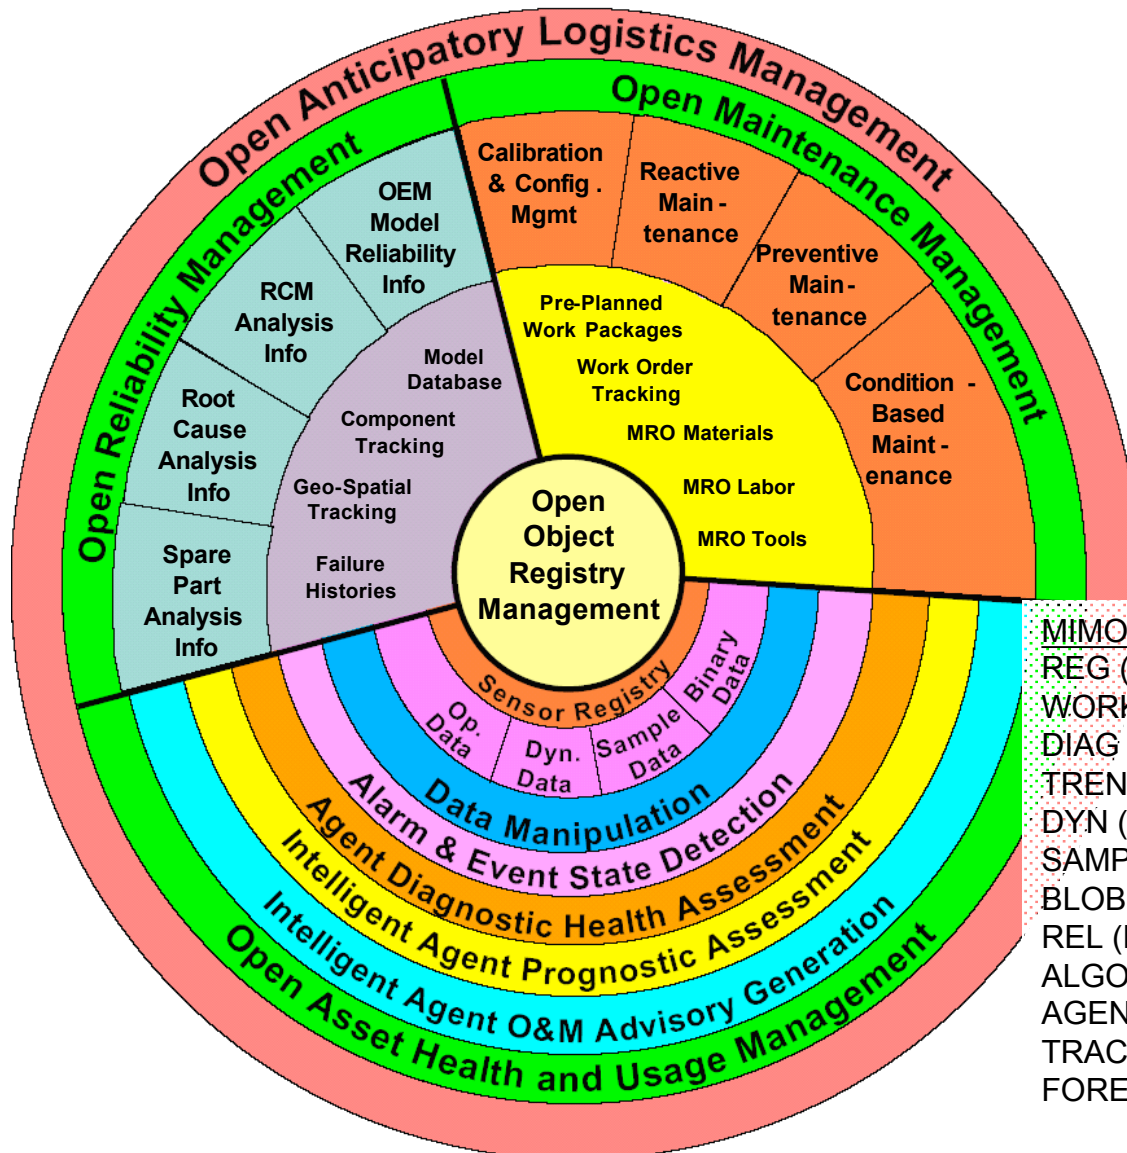 Open Anticipatory Logistics Management
Open Reliability Management
Open Maintenance Management
OEM
Model
Reliability
Info
RCM
Analysis
Info
Root
Cause
Analysis
Info
Spare
Part
Analysis
Info
Model
Database
Component
Tracking
Geo-Spatial
Tracking
Failure
Histories
Calibration
& Config .
Mgmt
Reactive
Main -
tenance
Preventive
Main -
tenance
Condition -
Based
Maint -
enance
Pre-Planned
Work Packages
Work Order
Tracking
MRO Materials
MRO Labor
MRO Tools
Open
Object
Registry
Management
Sensor Registry
Op.
Data
Dyn.
Data
Sample
Data
Binary
Data
Data Manipulation
Alarm & Event State Detection
Agent Diagnostic Health Assessment
Intelligent Agent Prognostic Assessment
Intelligent Agent O&M Advisory Generation
Open Asset Health and Usage Management
MIMO
REG (
WORK
DIAG
TREN
DYN (
SAMP
BLOB
REL (
ALGO
AGEN
TRAC
FORE